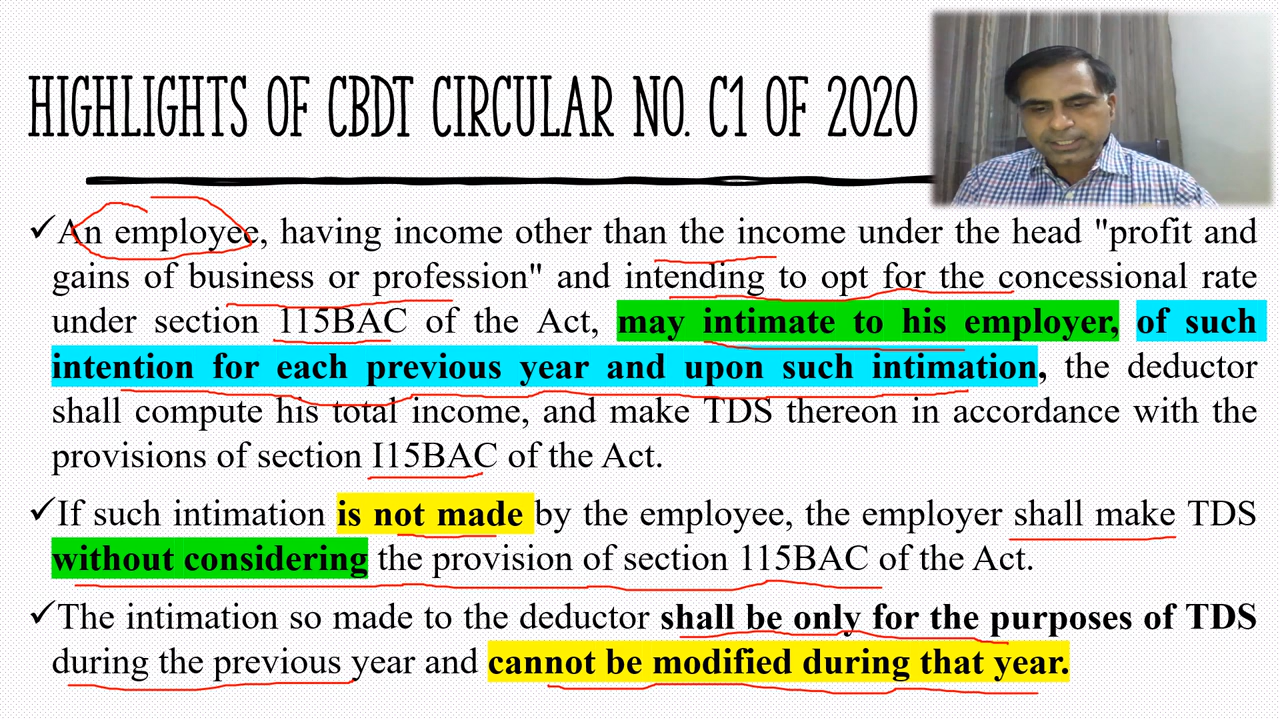 HIGHLIGHTS OF CBDT CIRCULAR NO. C1 OF 2020
✓An employee, having income other than the income under the head "profit and
gains of business or profession" and intending to opt for the concessional rate
under section 115BAC of the Act, may intimate to his employer, of such
intention for each previous year and upon such intimation, the deductor
shall compute his total income, and make TDS thereon in accordance with the
provisions of section I15BAC of the Act.
✓If such intimation is not made by the employee, the employer shall make TDS
without considering the provision of section 115BAC of the Act.
✓The intimation so made to the deductor shall be only for the purposes of TDS
during the previous year and cannot be modified during that year.